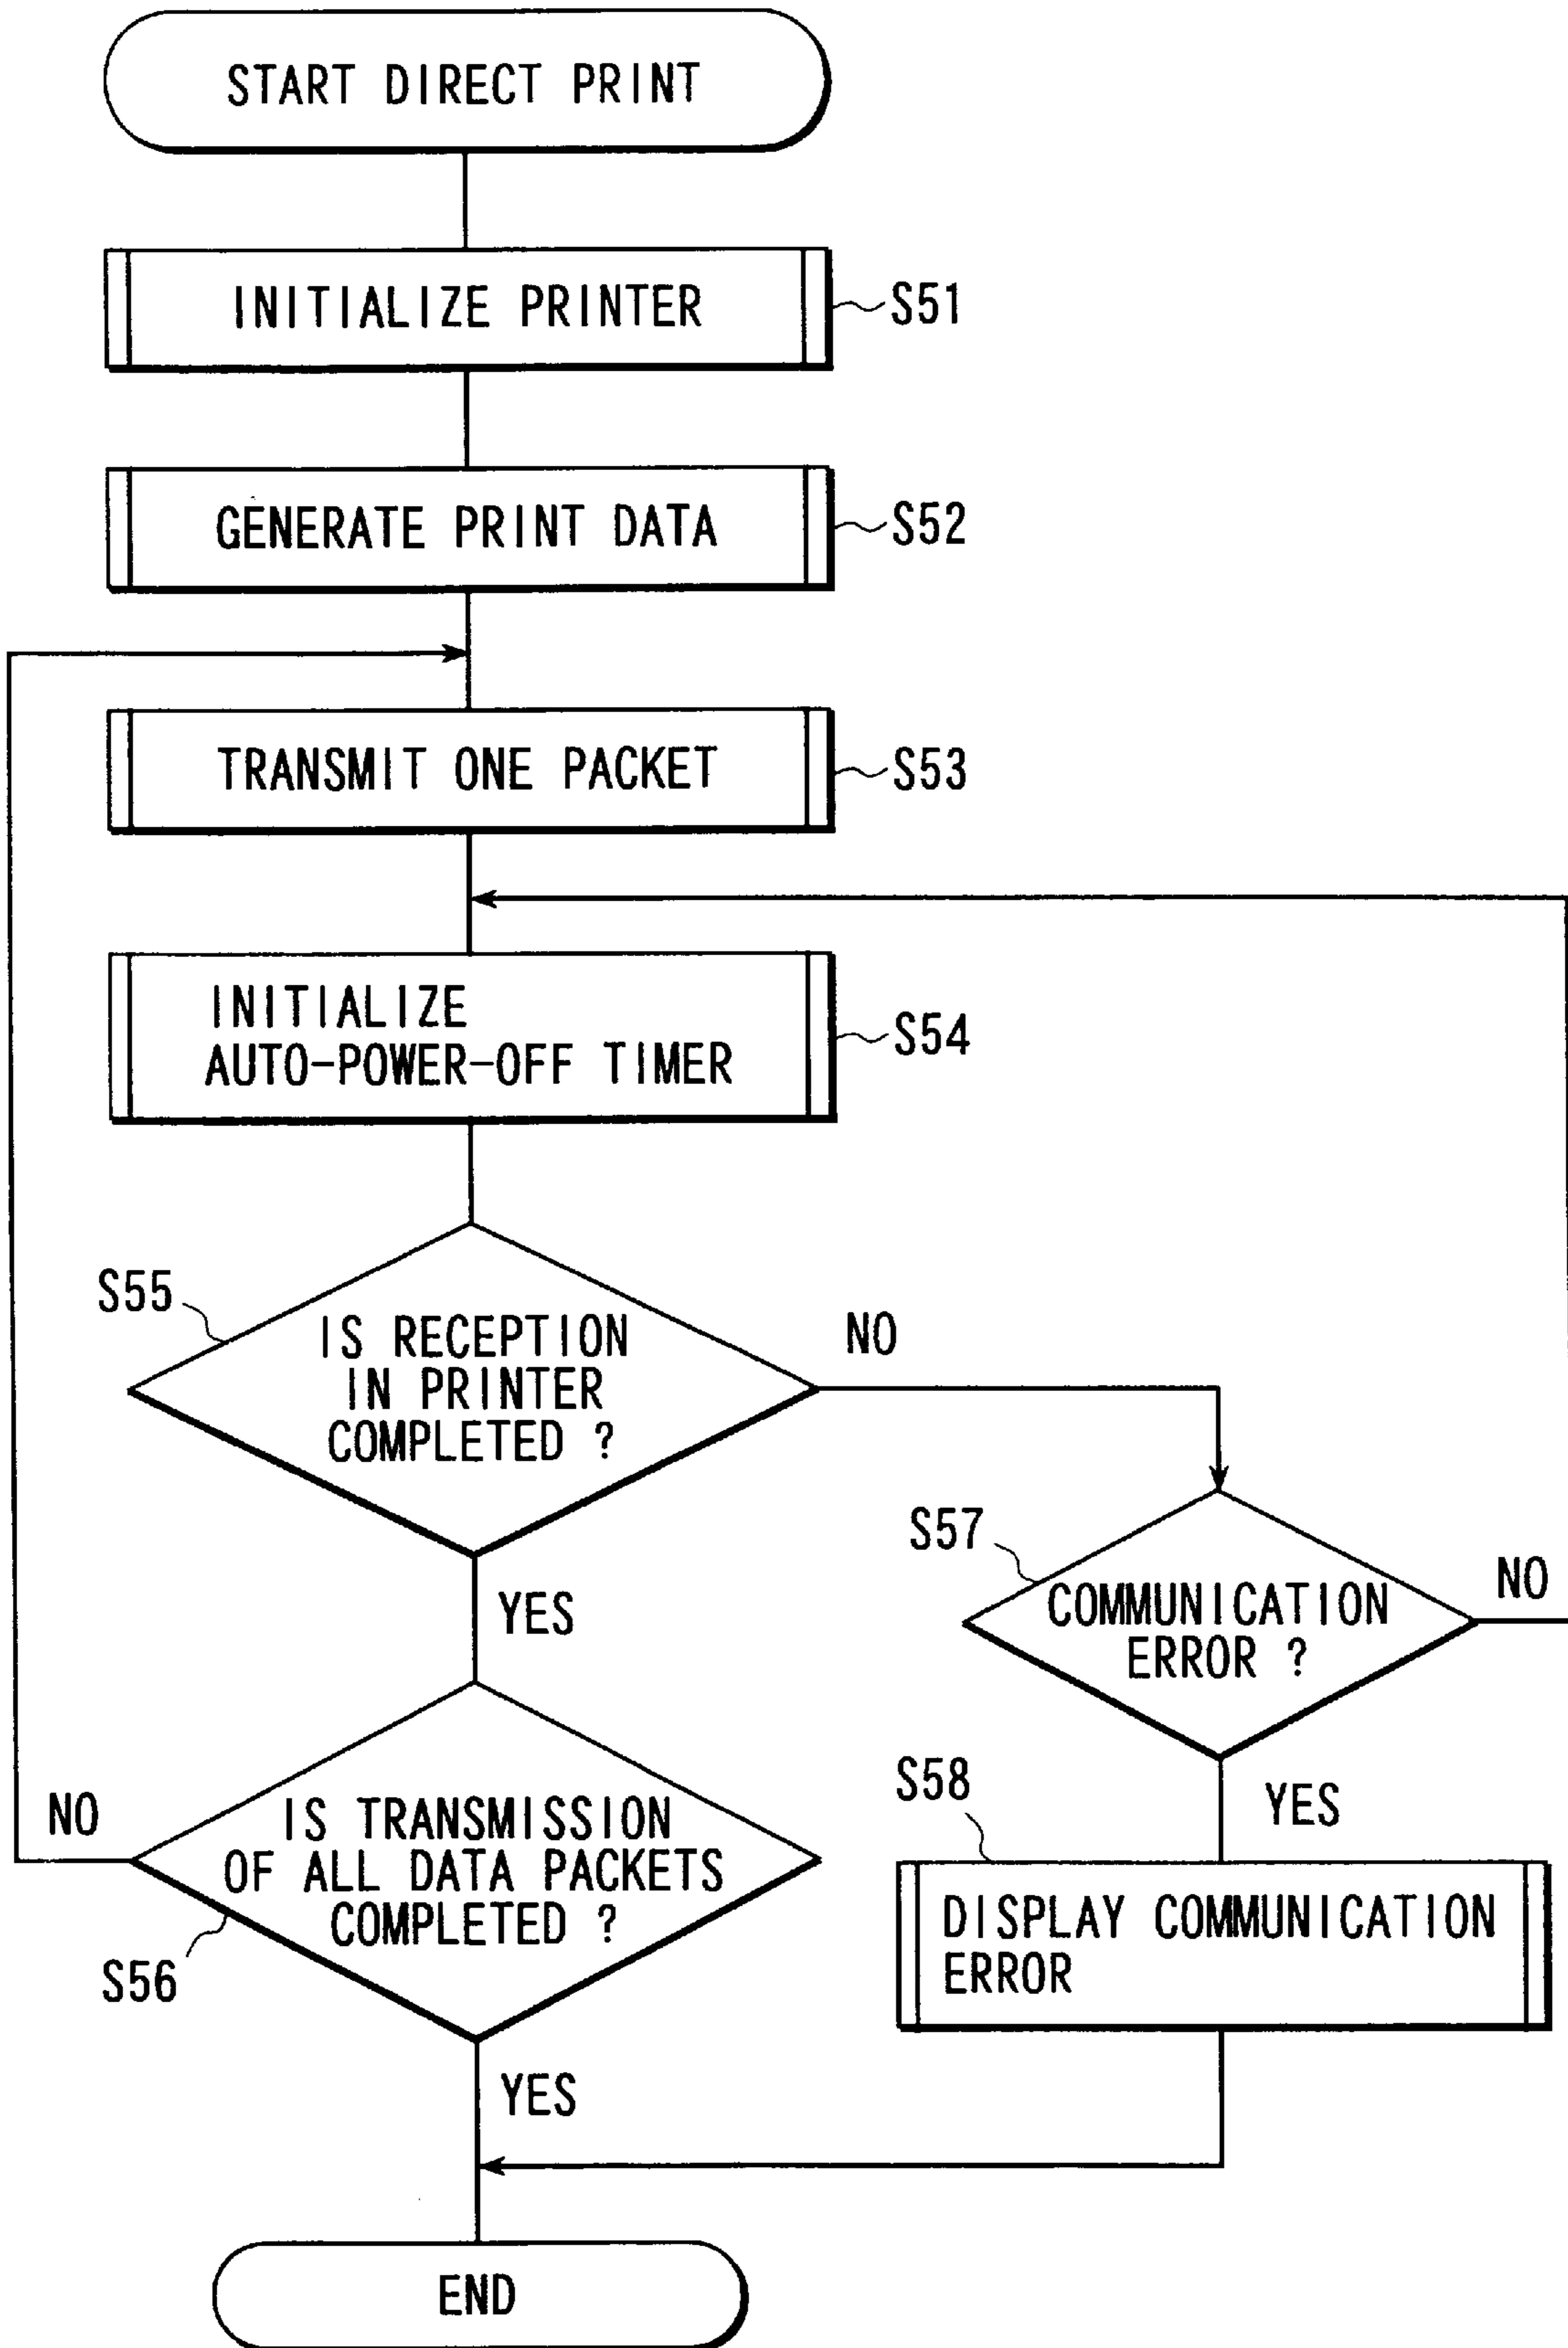 START DIRECT PRINT
INITIALIZE PRINTER
S51
GENERATE PRINT DATA
S52
TRANSMIT ONE PACKET
S53
INITIALIZE
AUTO-POWER-OFF TIMER
S54
S55
IS RECEPTION
IN PRINTER
COMPLETED ?
NO
YES
S57
COMMUNICATION
ERROR ?
NO
YES
S58
DISPLAY COMMUNICATION
ERROR
NO
IS TRANSMISSION
OF ALL DATA PACKETS
COMPLETED ?
S56
YES
END